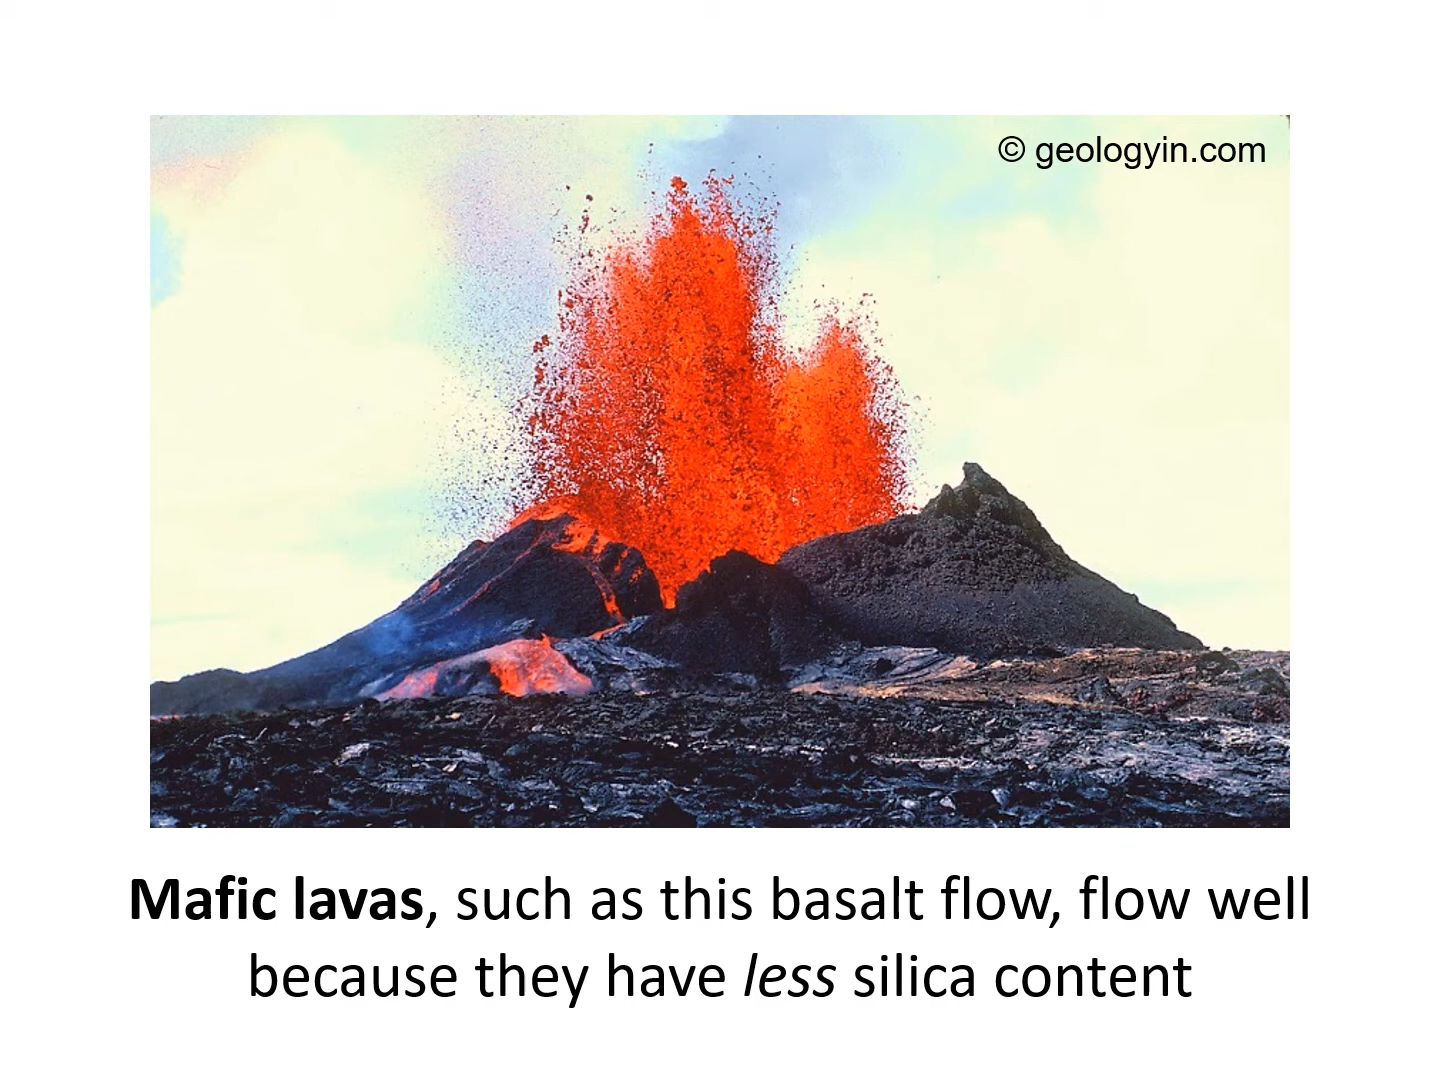 © geologyin.com
Mafic lavas, such as this basalt flow, flow well
because they have less silica content